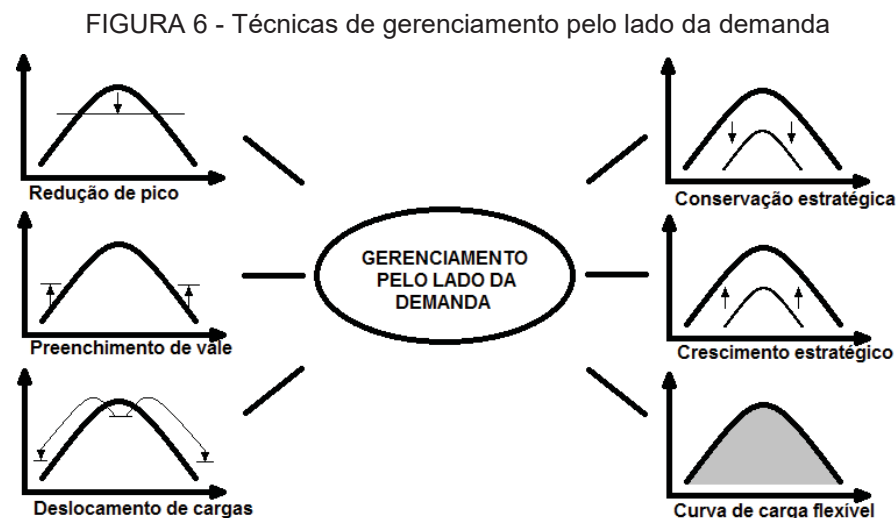 FIGURA 6 - Técnicas de gerenciamento pelo lado da demanda
Redução de pico
Conservação estratégica
GERENCIAMENTO
PELO LADO DA
DEMANDA
Preenchimento de vale
Crescimento estratégico
Deslocamento de cargas
Curva de carga flexível